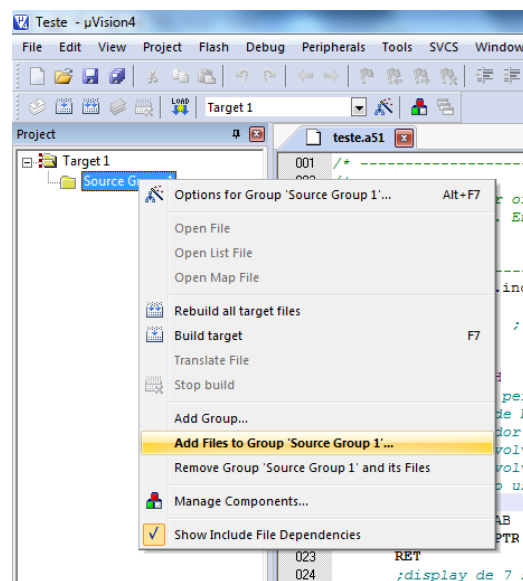 Teste - µVision4
File Edit View Project Flash Debug Peripherals Tools SVCS Window
LOAD Target 1
Project teste.a51
Target 1
Source G
Options for Group 'Source Group 1'... Alt+F7
Open File
Open List File
Open Map File
Rebuild all target files
Build target F7
Translate File
Stop build
Add Group...
Add Files to Group 'Source Group 1'...
Remove Group 'Source Group 1' and its Files
Manage Components...
Show Include File Dependencies
001 /* --------------------
023 RET
024 ;display de 7